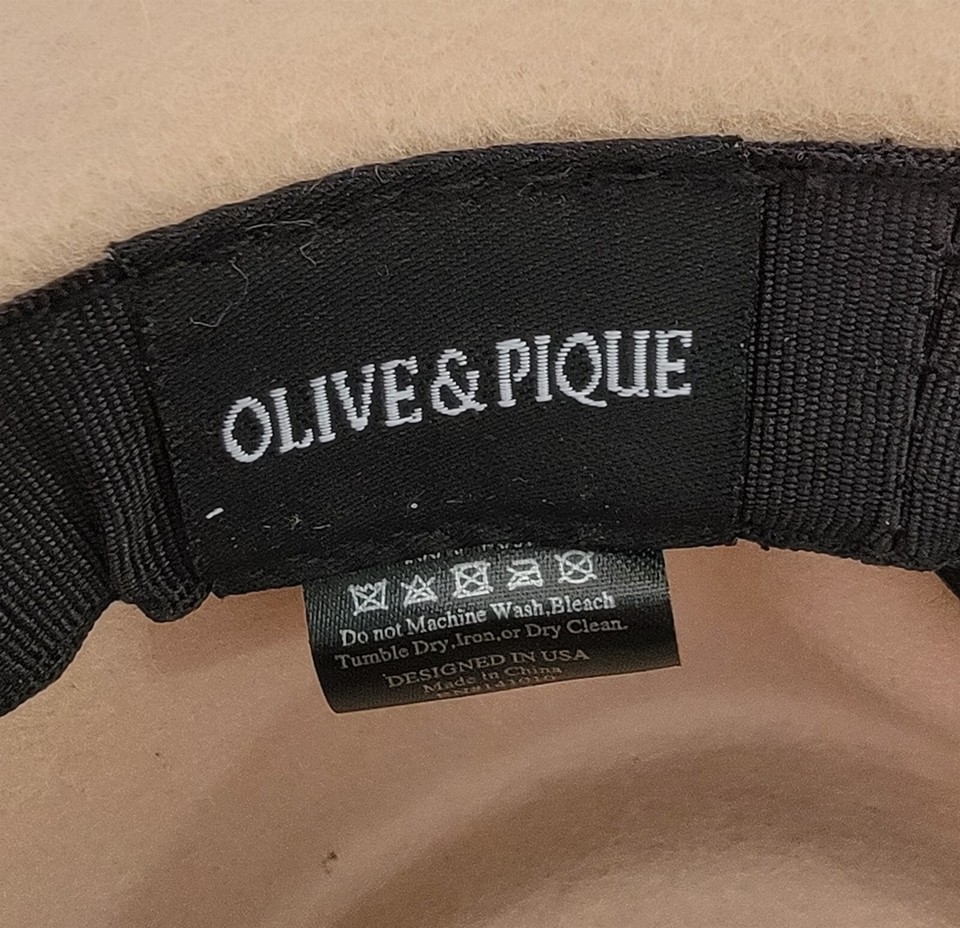 OLIVE & PIQUE
Do not Machine Wash,Bleach
Tumble Dry,Iron,or Dry Clean.
DESIGNED IN USA
Made in China